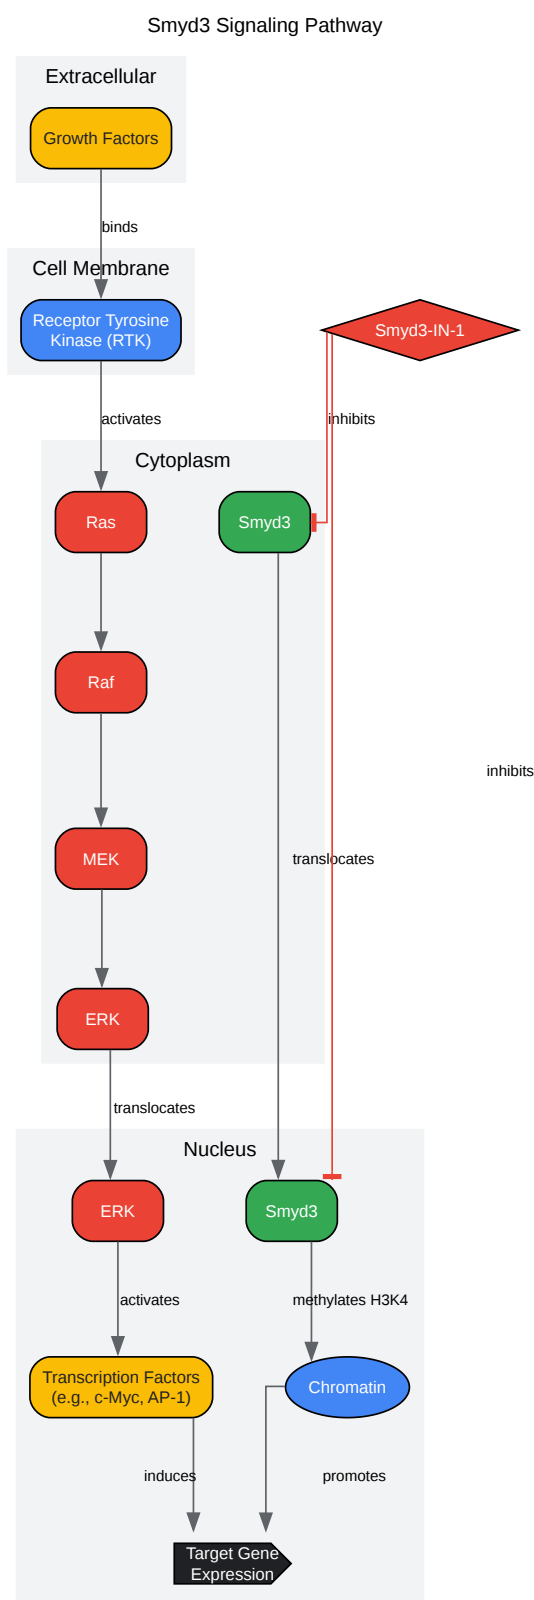 Smyd3 Signaling Pathway
Extracellular
Growth Factors
binds
Cell Membrane
Receptor Tyrosine
Kinase (RTK)
Smyd3-IN-1
activates
inhibits
Cytoplasm
Ras
Smyd3
Raf
inhibits
MEK
translocates
ERK
translocates
Nucleus
ERK
Smyd3
activates
methylates H3K4
Transcription Factors
(e.g., c-Myc, AP-1)
Chromatin
induces
promotes
Target Gene
Expression